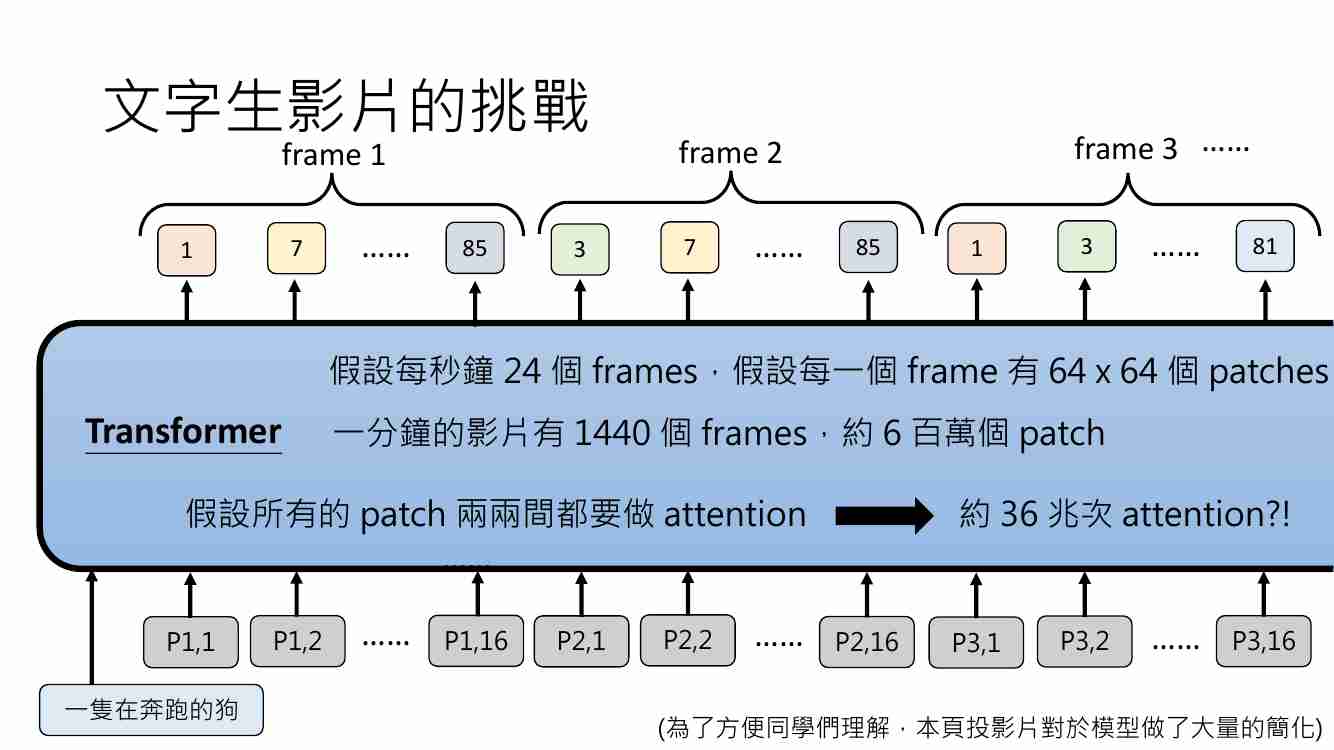 文字生影片的挑戰
frame 1
frame 2
frame 3 ……
1 7 …… 85 3 7 …… 85 1 3 …… 81
假設每秒鐘 24 個 frames，假設每一個 frame 有 64 x 64 個 patches
Transformer
一分鐘的影片有 1440 個 frames，約 6 百萬個 patch
假設所有的 patch 兩兩間都要做 attention
約 36 兆次 attention?!
P1,1 P1,2 …… P1,16 P2,1 P2,2 …… P2,16 P3,1 P3,2 …… P3,16
一隻在奔跑的狗
(為了方便同學們理解，本頁投影片對於模型做了大量的簡化)